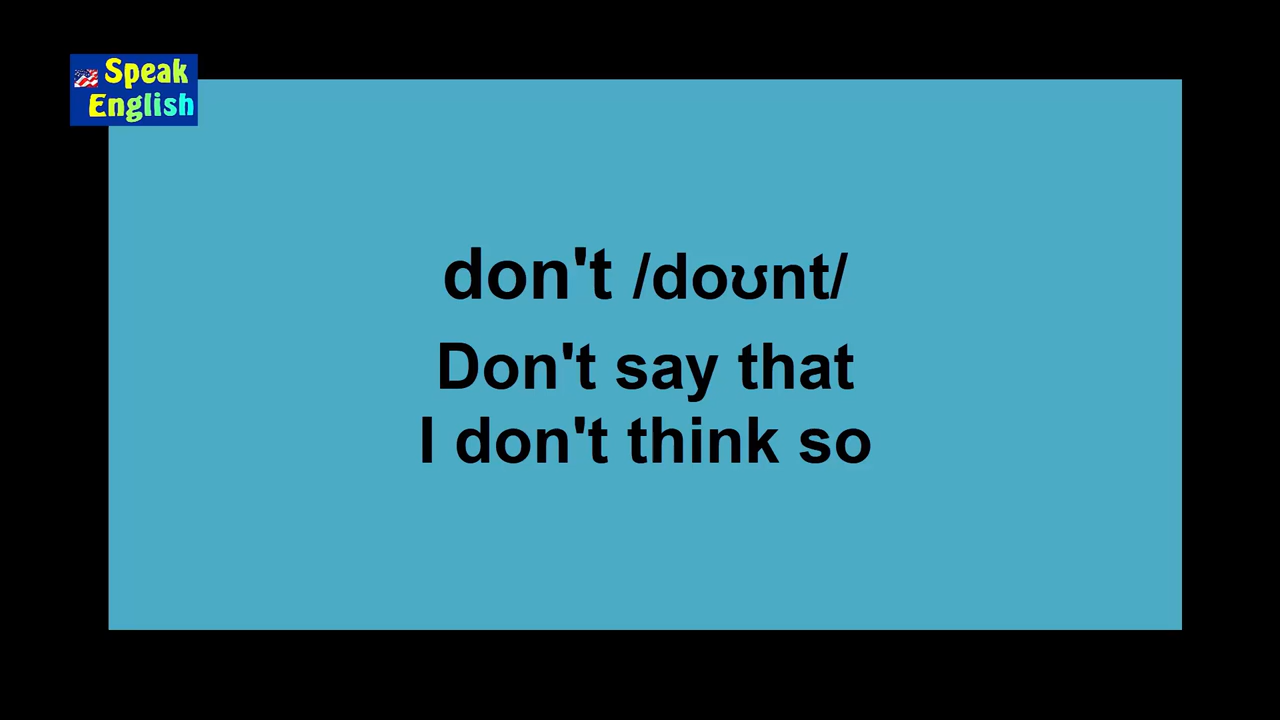 Speak
English
don't /doʊnt/
Don't say that
I don't think so